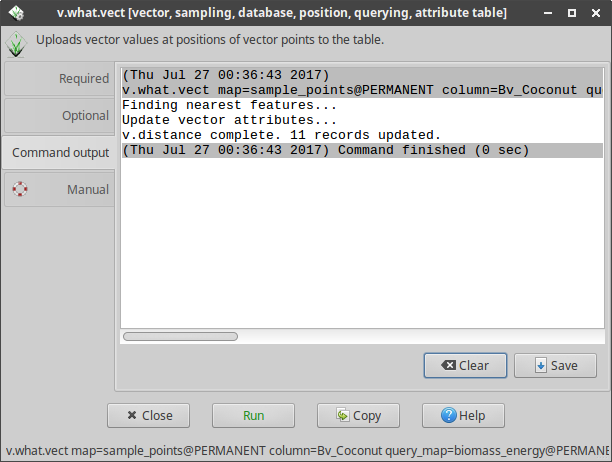 v.what.vect [vector, sampling, database, position, querying, attribute table]
Uploads vector values at positions of vector points to the table.
Required
Optional
Command output
Manual
(Thu Jul 27 00:36:43 2017)
v.what.vect map=sample_points@PERMANENT column=Bv_Coconut qu
Finding nearest features...
Update vector attributes...
v.distance complete. 11 records updated.
(Thu Jul 27 00:36:43 2017) Command finished (0 sec)
Clear
Save
Close
Run
Copy
Help
v.what.vect map=sample_points@PERMANENT column=Bv_Coconut query_map=biomass_energy@PERMANE